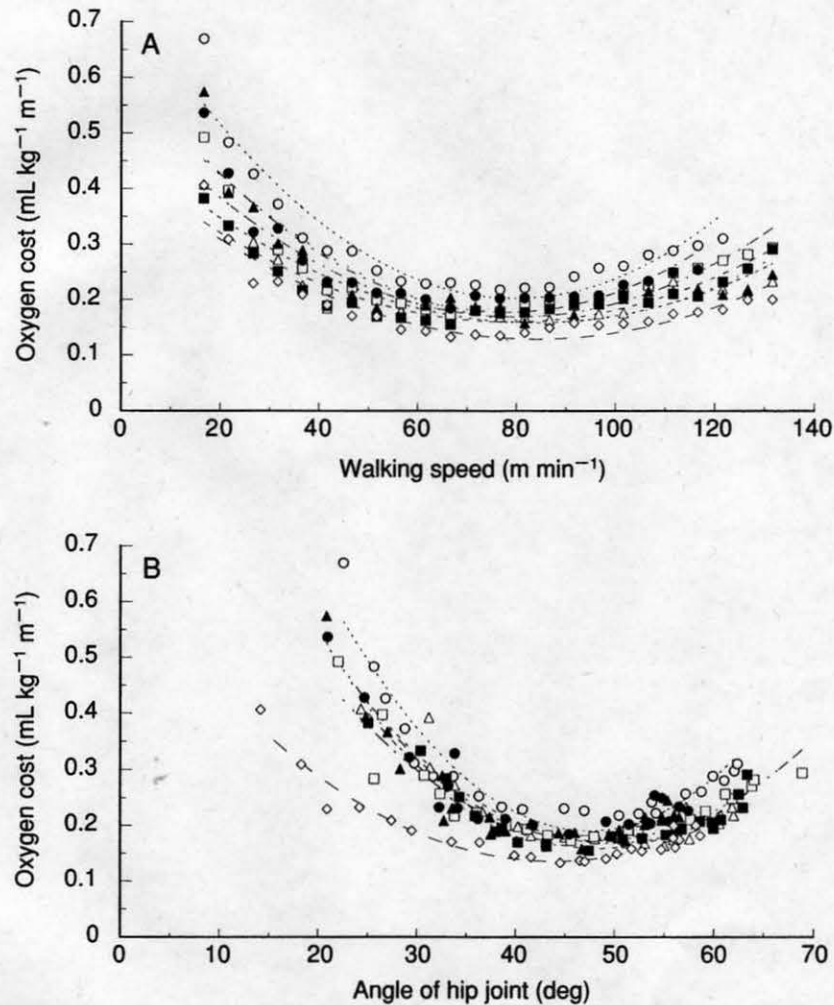 A
Oxygen cost (mL kg⁻¹ m⁻¹)
0.7
0.6
0.5
0.4
0.3
0.2
0.1
0
0 20 40 60 80 100 120 140
Walking speed (m min⁻¹)
B
Oxygen cost (mL kg⁻¹ m⁻¹)
0.7
0.6
0.5
0.4
0.3
0.2
0.1
0
0 10 20 30 40 50 60 70
Angle of hip joint (deg)